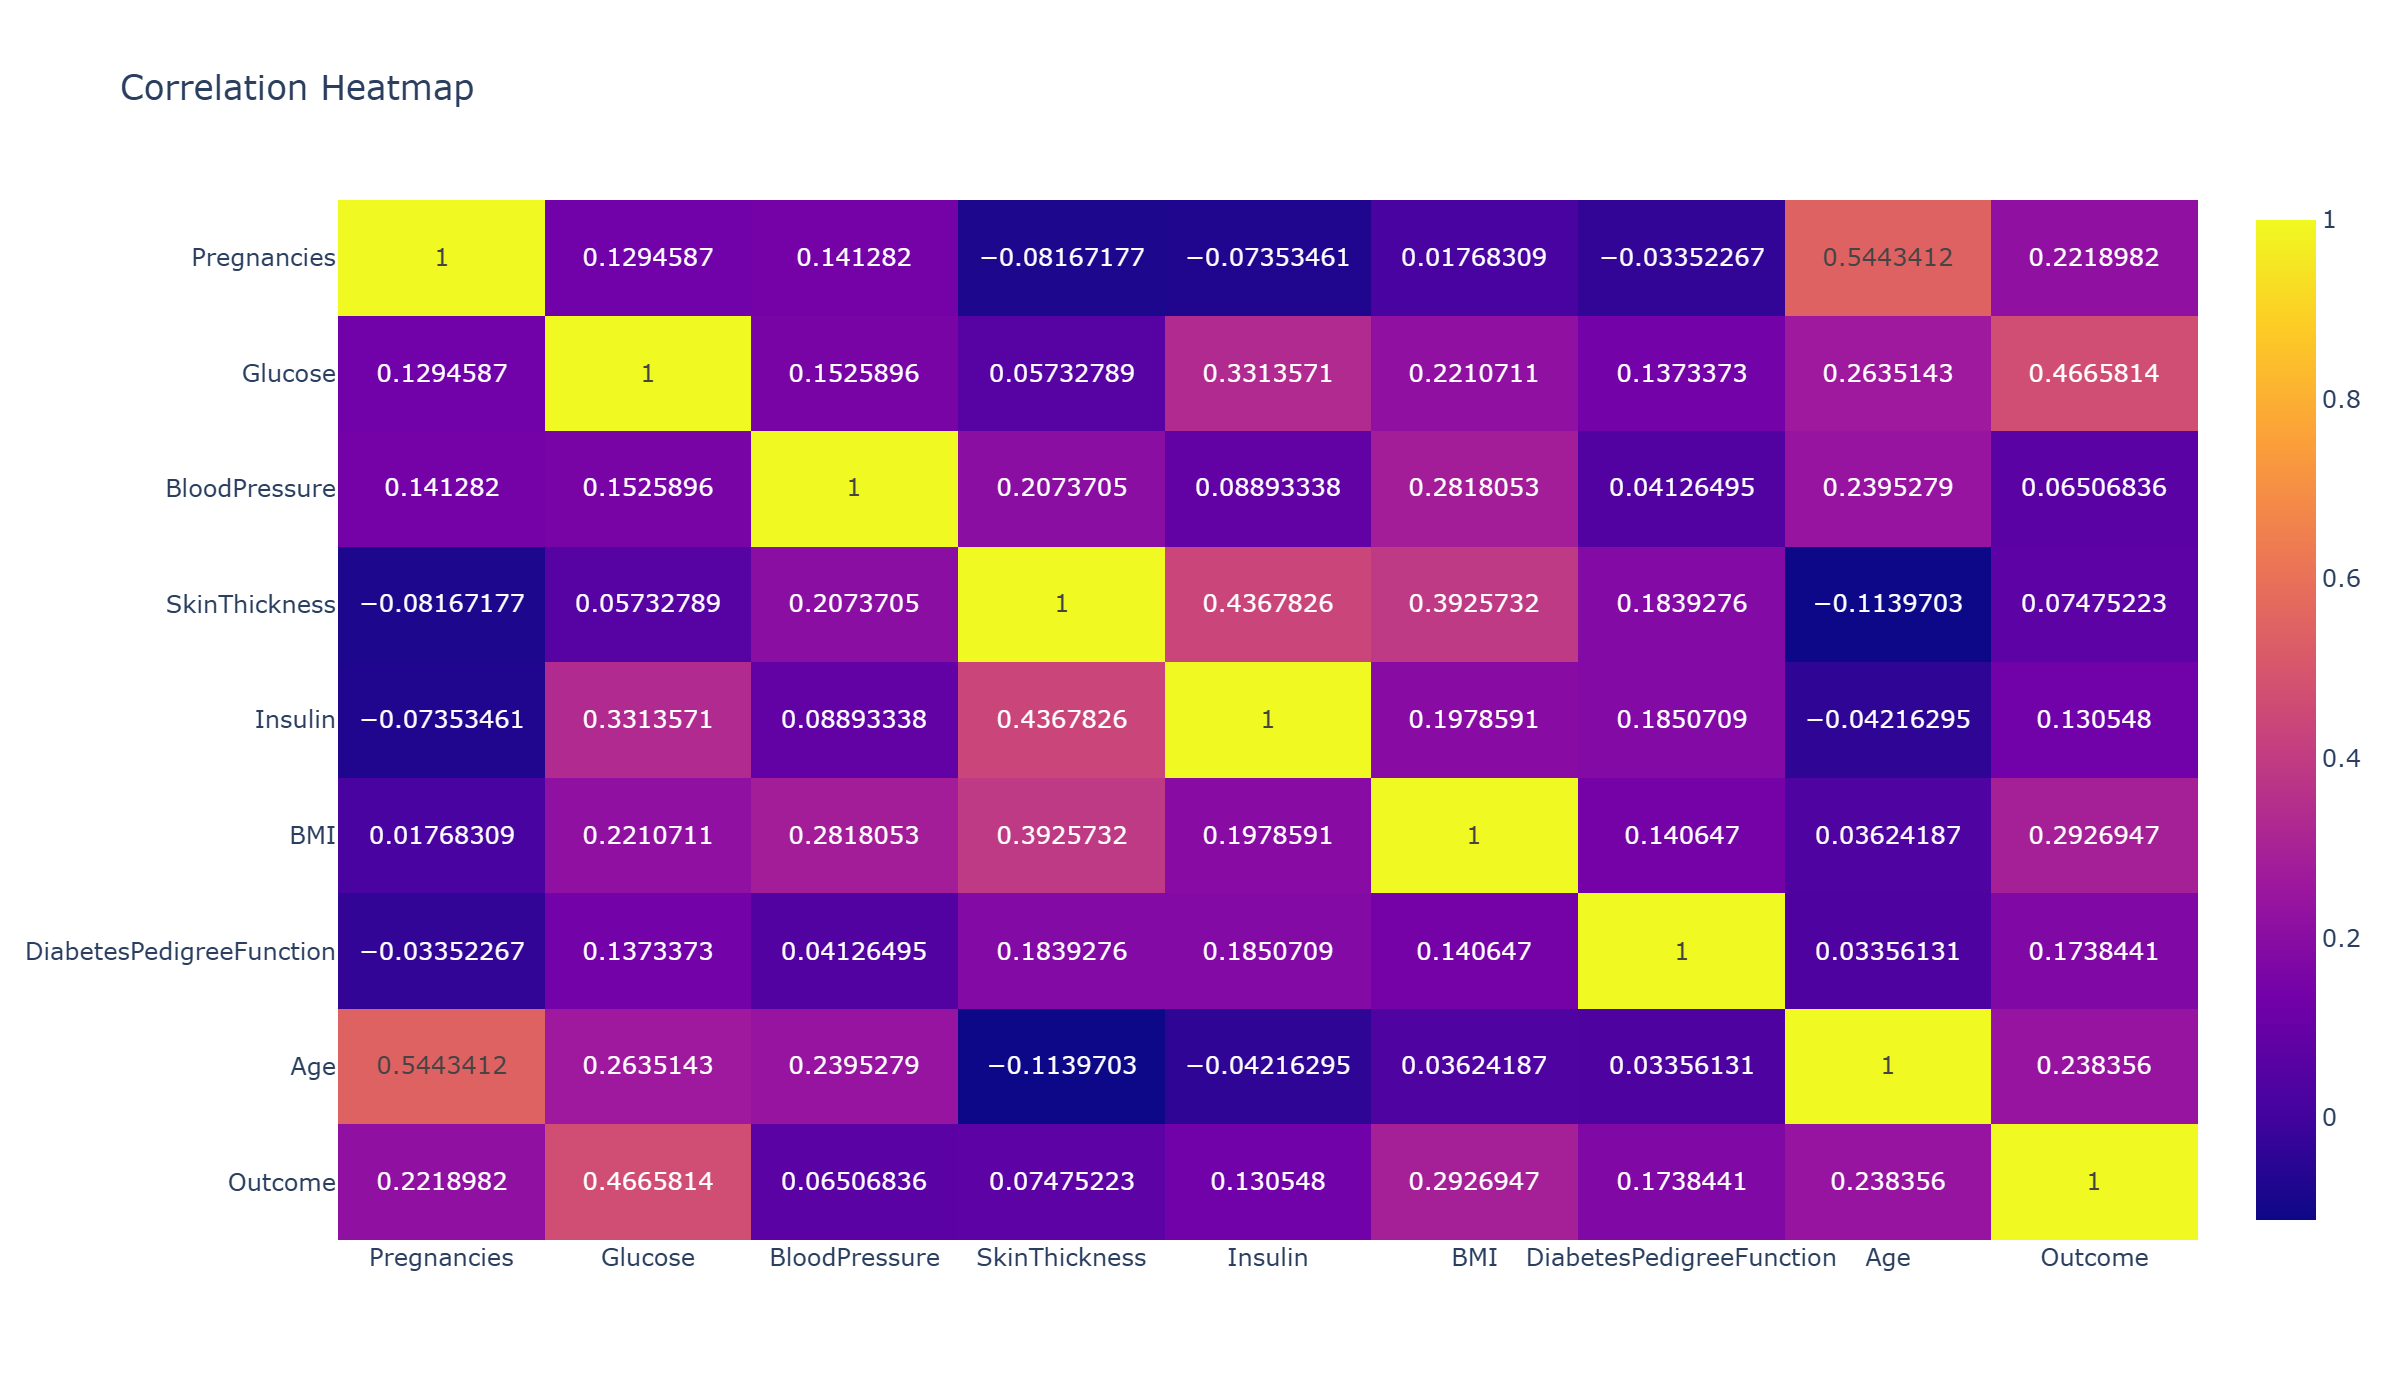 Correlation Heatmap
Pregnancies 1 0.1294587 0.141282 −0.08167177 −0.07353461 0.01768309 −0.03352267 0.5443412 0.2218982
Glucose 0.1294587 1 0.1525896 0.05732789 0.3313571 0.2210711 0.1373373 0.2635143 0.4665814
BloodPressure 0.141282 0.1525896 1 0.2073705 0.08893338 0.2818053 0.04126495 0.2395279 0.06506836
SkinThickness −0.08167177 0.05732789 0.2073705 1 0.4367826 0.3925732 0.1839276 −0.1139703 0.07475223
Insulin −0.07353461 0.3313571 0.08893338 0.4367826 1 0.1978591 0.1850709 −0.04216295 0.130548
BMI 0.01768309 0.2210711 0.2818053 0.3925732 0.1978591 1 0.140647 0.03624187 0.2926947
DiabetesPedigreeFunction −0.03352267 0.1373373 0.04126495 0.1839276 0.1850709 0.140647 1 0.03356131 0.1738441
Age 0.5443412 0.2635143 0.2395279 −0.1139703 −0.04216295 0.03624187 0.03356131 1 0.238356
Outcome 0.2218982 0.4665814 0.06506836 0.07475223 0.130548 0.2926947 0.1738441 0.238356 1
Pregnancies Glucose BloodPressure SkinThickness Insulin BMI DiabetesPedigreeFunction Age Outcome
1
0.8
0.6
0.4
0.2
0